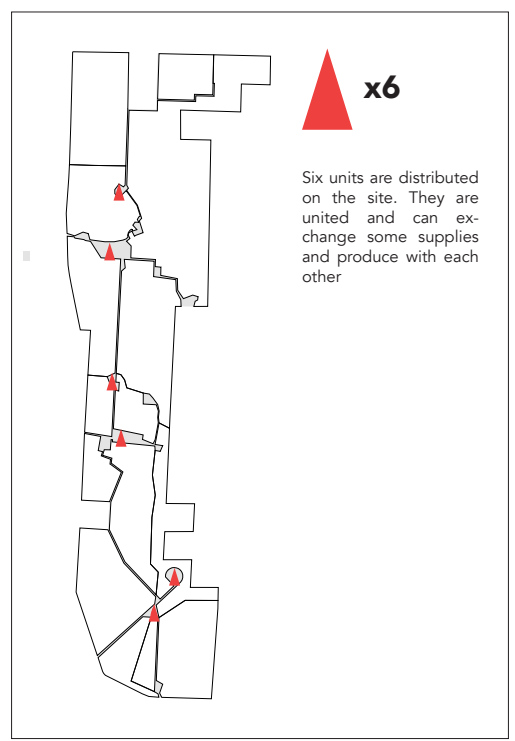 x6
Six units are distributed
on the site. They are
united and can ex-
change some supplies
and produce with each
other